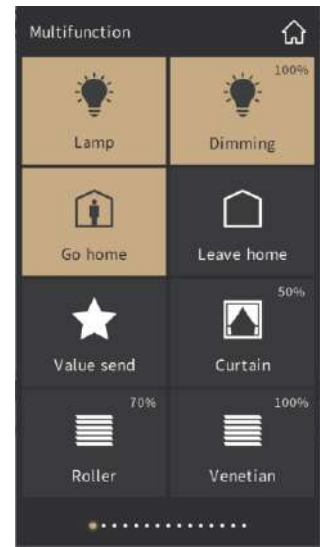 Multifunction
100%
Lamp
Dimming
Go home
Leave home
50%
Value send
Curtain
70%
100%
Roller
Venetian